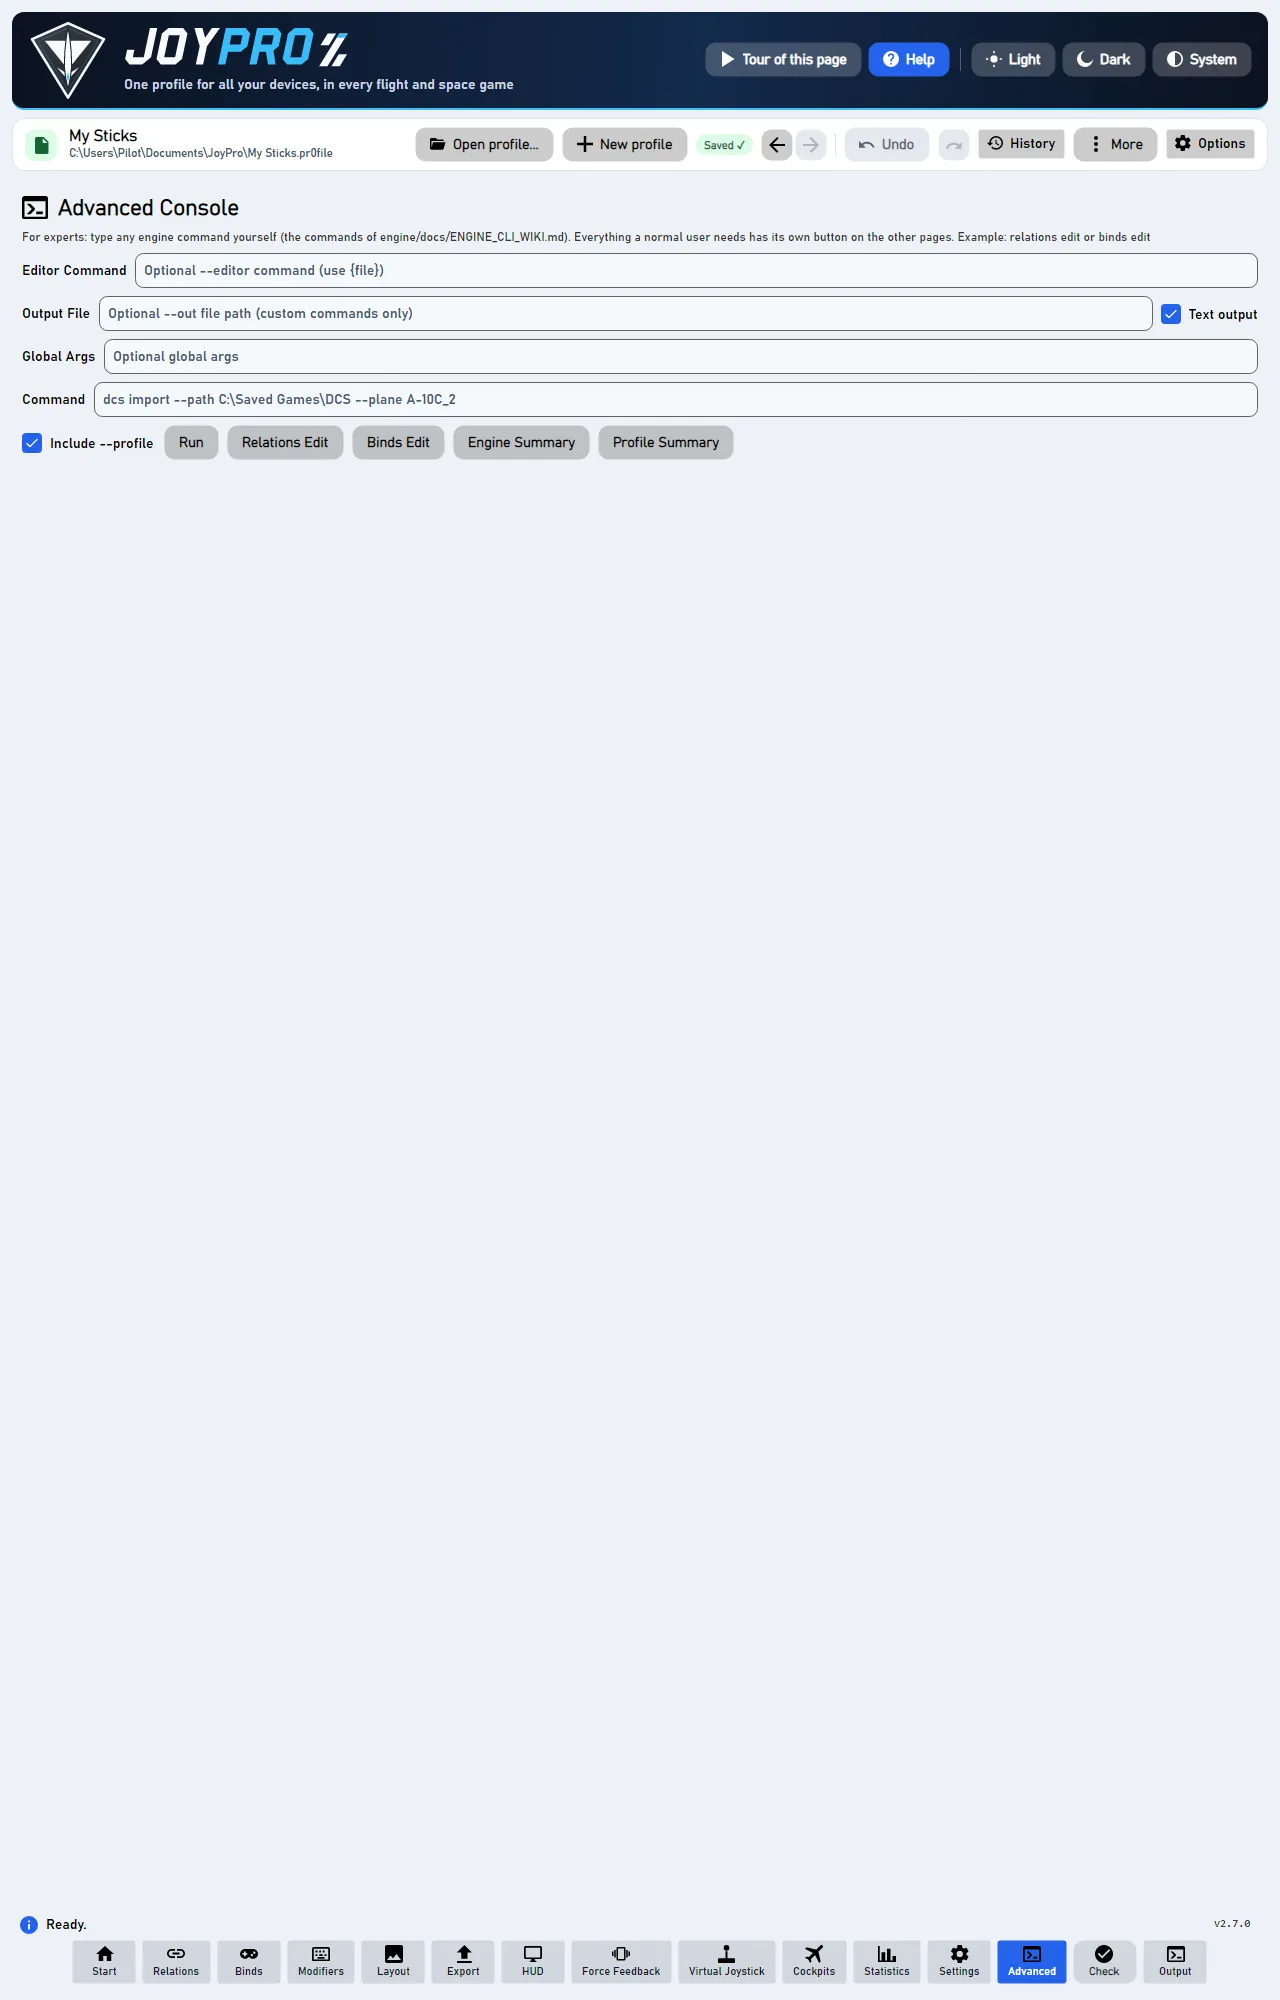 JOYPRO
One profile for all your devices, in every flight and space game
Tour of this page
Help
Light
Dark
System
My Sticks
C:\Users\Pilot\Documents\JoyPro\My Sticks.pr0file
Open profile...
New profile
Saved ✓
Undo
History
More
Options
Advanced Console
For experts: type any engine command yourself (the commands of engine/docs/ENGINE_CLI_WIKI.md). Everything a normal user needs has its own button on the other pages. Example: relations edit or binds edit
Editor Command
Optional --editor command (use {file})
Output File
Optional --out file path (custom commands only)
Text output
Global Args
Optional global args
Command
dcs import --path C:\Saved Games\DCS --plane A-10C_2
Include --profile
Run
Relations Edit
Binds Edit
Engine Summary
Profile Summary
Ready.
v2.7.0
Start
Relations
Binds
Modifiers
Layout
Export
HUD
Force Feedback
Virtual Joystick
Cockpits
Statistics
Settings
Advanced
Check
Output